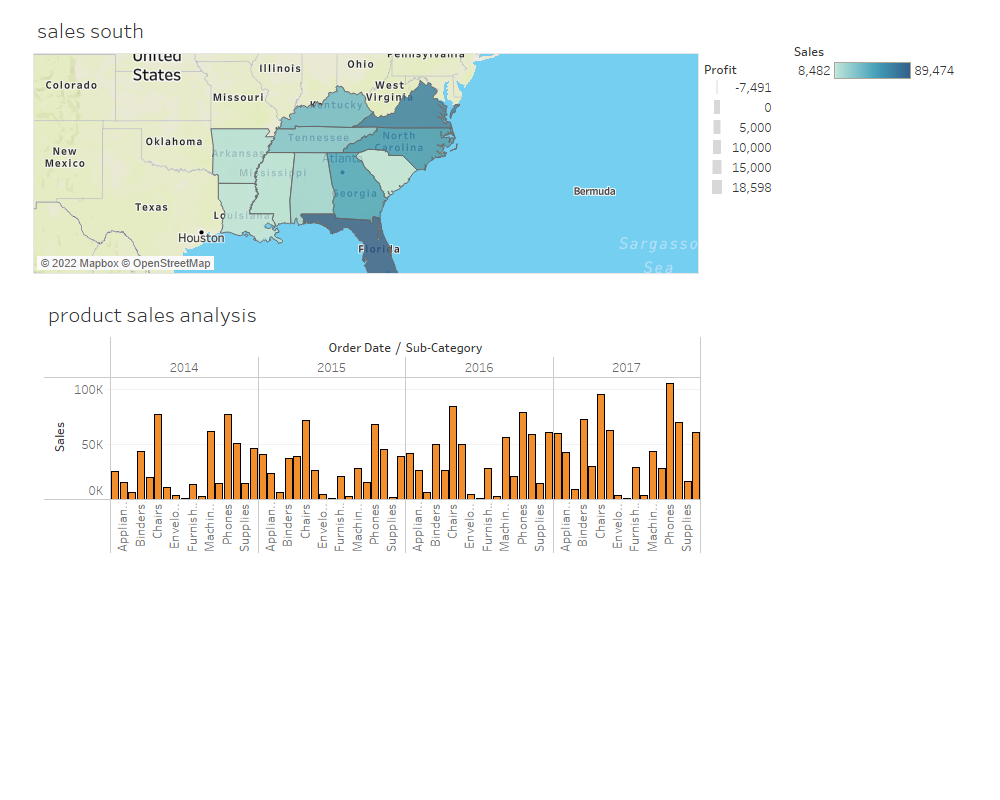 sales south
Sales
8,482 89,474
Profit
-7,491
0
5,000
10,000
15,000
18,598
United
States
Pennsylvania
Illinois
Ohio
Colorado
Missouri
West
Virginia
Kentucky
Oklahoma
Tennessee
North
Carolina
New
Mexico
Arkansas
Atlanta
Mississippi
Georgia
Bermuda
Texas
Louisiana
Houston
Florida
Sargasso
Sea
© 2022 Mapbox © OpenStreetMap
product sales analysis
Order Date / Sub-Category
2014 2015 2016 2017
Sales
100K
50K
0K
Applian.. Binders Chairs Envelo.. Furnish.. Machin.. Phones Supplies Applian.. Binders Chairs Envelo.. Furnish.. Machin.. Phones Supplies Applian.. Binders Chairs Envelo.. Furnish.. Machin.. Phones Supplies Applian.. Binders Chairs Envelo.. Furnish.. Machin.. Phones Supplies